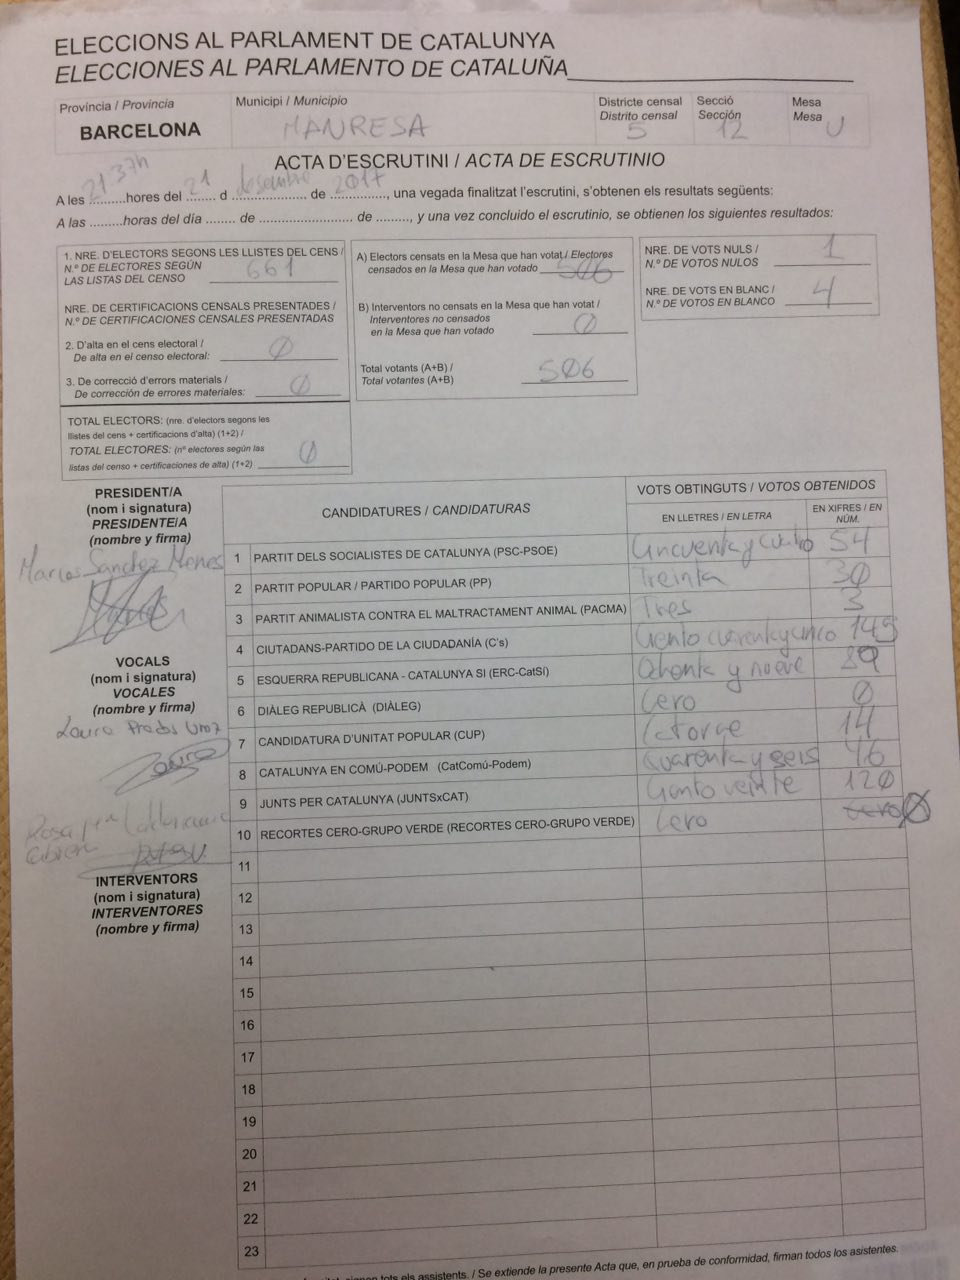 ELECCIONS AL PARLAMENT DE CATALUNYA
ELECCIONES AL PARLAMENTO DE CATALUÑA
Província / Provincia
BARCELONA
Municipi / Municipio
MANRESA
Districte censal
Distrito censal
5
Secció
Sección
12
Mesa
Mesa
U
ACTA D'ESCRUTINI / ACTA DE ESCRUTINIO
A les 21 37h hores del 21 d desembre de 2017, una vegada finalitzat l'escrutini, s'obtenen els resultats següents:
A las .........horas del día ........ de ........................ de ........., y una vez concluido el escrutinio, se obtienen los siguientes resultados:
1. NRE. D'ELECTORS SEGONS LES LLISTES DEL CENS /
N.º DE ELECTORES SEGÚN
LAS LISTAS DEL CENSO 661
NRE. DE CERTIFICACIONS CENSALS PRESENTADES /
N.º DE CERTIFICACIONES CENSALES PRESENTADAS
2. D'alta en el cens electoral /
De alta en el censo electoral: 0
3. De correcció d'errors materials /
De corrección de errores materiales: 0
TOTAL ELECTORS: (nre. d'electors segons les
llistes del cens + certificacions d'alta) (1+2) /
TOTAL ELECTORES: (nº electores según las
listas del censo + certificaciones de alta) (1+2) 0
A) Electors censats en la Mesa que han votat / Electores
censados en la Mesa que han votado 506
B) Interventors no censats en la Mesa que han votat /
Interventores no censados
en la Mesa que han votado 0
Total votants (A+B) /
Total votantes (A+B) 506
NRE. DE VOTS NULS /
N.º DE VOTOS NULOS 1
NRE. DE VOTS EN BLANC /
N.º DE VOTOS EN BLANCO 4
PRESIDENT/A
(nom i signatura)
PRESIDENTE/A
(nombre y firma)
Marcos Sanchez Menes
VOCALS
(nom i signatura)
VOCALES
(nombre y firma)
Laura Prados
Laura
Rosa
INTERVENTORS
(nom i signatura)
INTERVENTORES
(nombre y firma)
CANDIDATURES / CANDIDATURAS
VOTS OBTINGUTS / VOTOS OBTENIDOS
EN LLETRES / EN LETRA
EN XIFRES / EN NÚM.
1 PARTIT DELS SOCIALISTES DE CATALUNYA (PSC-PSOE) Cincuenta y cuatro 54
2 PARTIT POPULAR / PARTIDO POPULAR (PP) Treinta 30
3 PARTIT ANIMALISTA CONTRA EL MALTRACTAMENT ANIMAL (PACMA) Tres 3
4 CIUTADANS-PARTIDO DE LA CIUDADANÍA (C's) Ciento cuarenta y cinco 145
5 ESQUERRA REPUBLICANA - CATALUNYA SI (ERC-CatSí) Ochenta y nueve 89
6 DIÀLEG REPUBLICÀ (DIÀLEG) Cero 0
7 CANDIDATURA D'UNITAT POPULAR (CUP) Catorce 14
8 CATALUNYA EN COMÚ-PODEM (CatComú-Podem) Quarenta y seis 46
9 JUNTS PER CATALUNYA (JUNTSxCAT) Ciento veinte 120
10 RECORTES CERO-GRUPO VERDE (RECORTES CERO-GRUPO VERDE) Cero cero 0
11
12
13
14
15
16
17
18
19
20
21
22
23
signen tots els assistents. / Se extiende la presente Acta que, en prueba de conformidad, firman todos los asistentes.